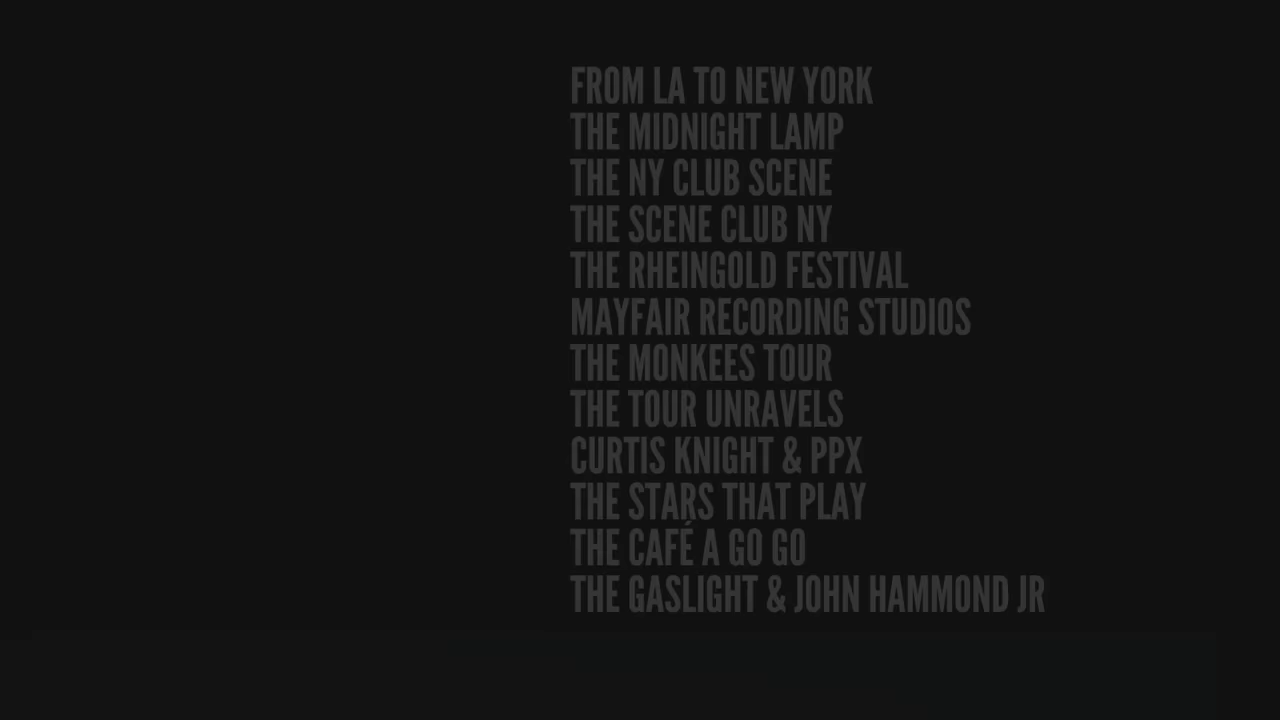 FROM LA TO NEW YORK
THE MIDNIGHT LAMP
THE NY CLUB SCENE
THE SCENE CLUB NY
THE RHEINGOLD FESTIVAL
MAYFAIR RECORDING STUDIOS
THE MONKEES TOUR
THE TOUR UNRAVELS
CURTIS KNIGHT & PPX
THE STARS THAT PLAY
THE CAFÉ A GO GO
THE GASLIGHT & JOHN HAMMOND JR